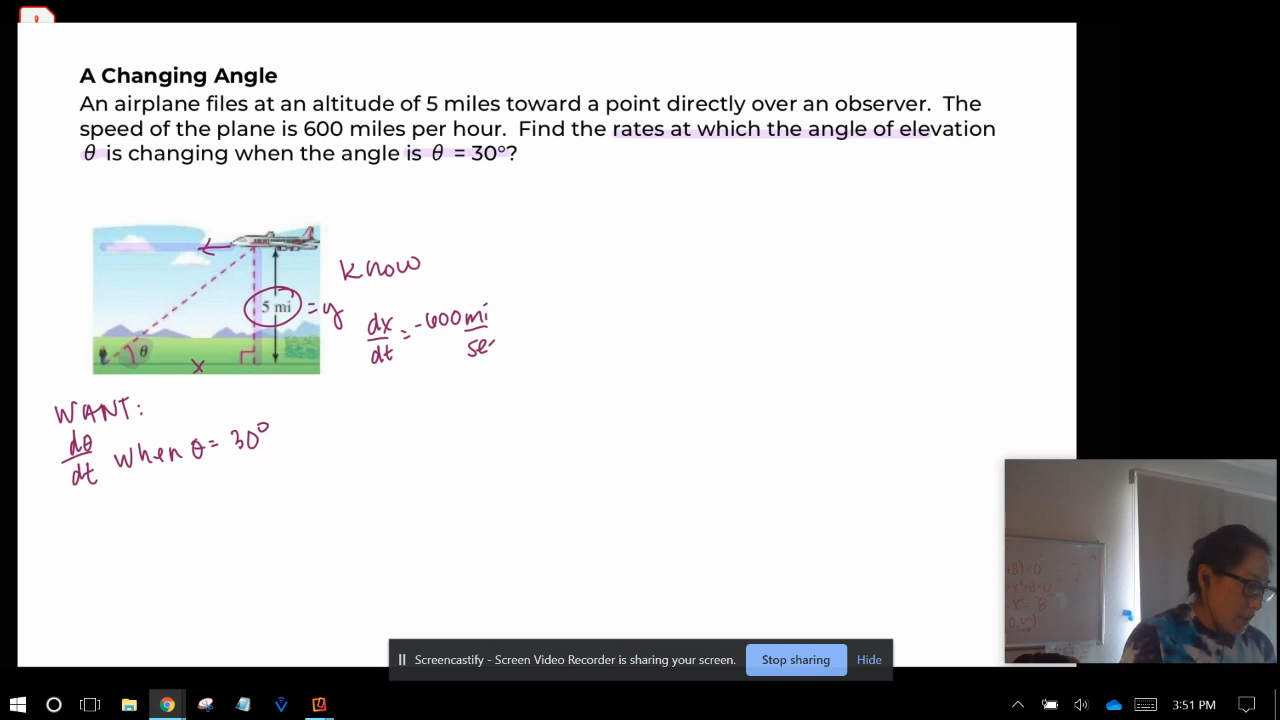 A Changing Angle
An airplane files at an altitude of 5 miles toward a point directly over an observer. The
speed of the plane is 600 miles per hour. Find the rates at which the angle of elevation
θ is changing when the angle is θ = 30°?
know
5 mi = y
dx/dt = -600 mi/se
θ
x
WANT:
dθ/dt when θ = 30°
+8)=0
Screencastify - Screen Video Recorder is sharing your screen.
Stop sharing
Hide
3:51 PM